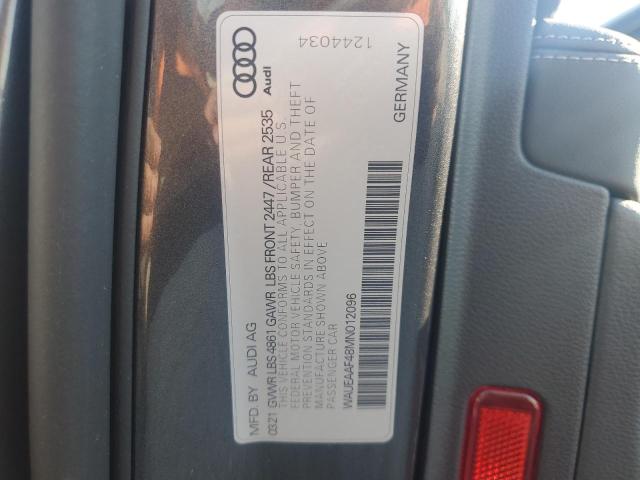 MFD. BY AUDI AG
Audi
03.21 GVWR LBS 4861 GAWR LBS FRONT 2447 / REAR 2535
THIS VEHICLE CONFORMS TO ALL APPLICABLE U.S.
FEDERAL MOTOR VEHICLE SAFETY, BUMPER AND THEFT
PREVENTION STANDARDS IN EFFECT ON THE DATE OF
MANUFACTURE SHOWN ABOVE
PASSENGER CAR
WAUEAAF48MN012096
1244034
GERMANY